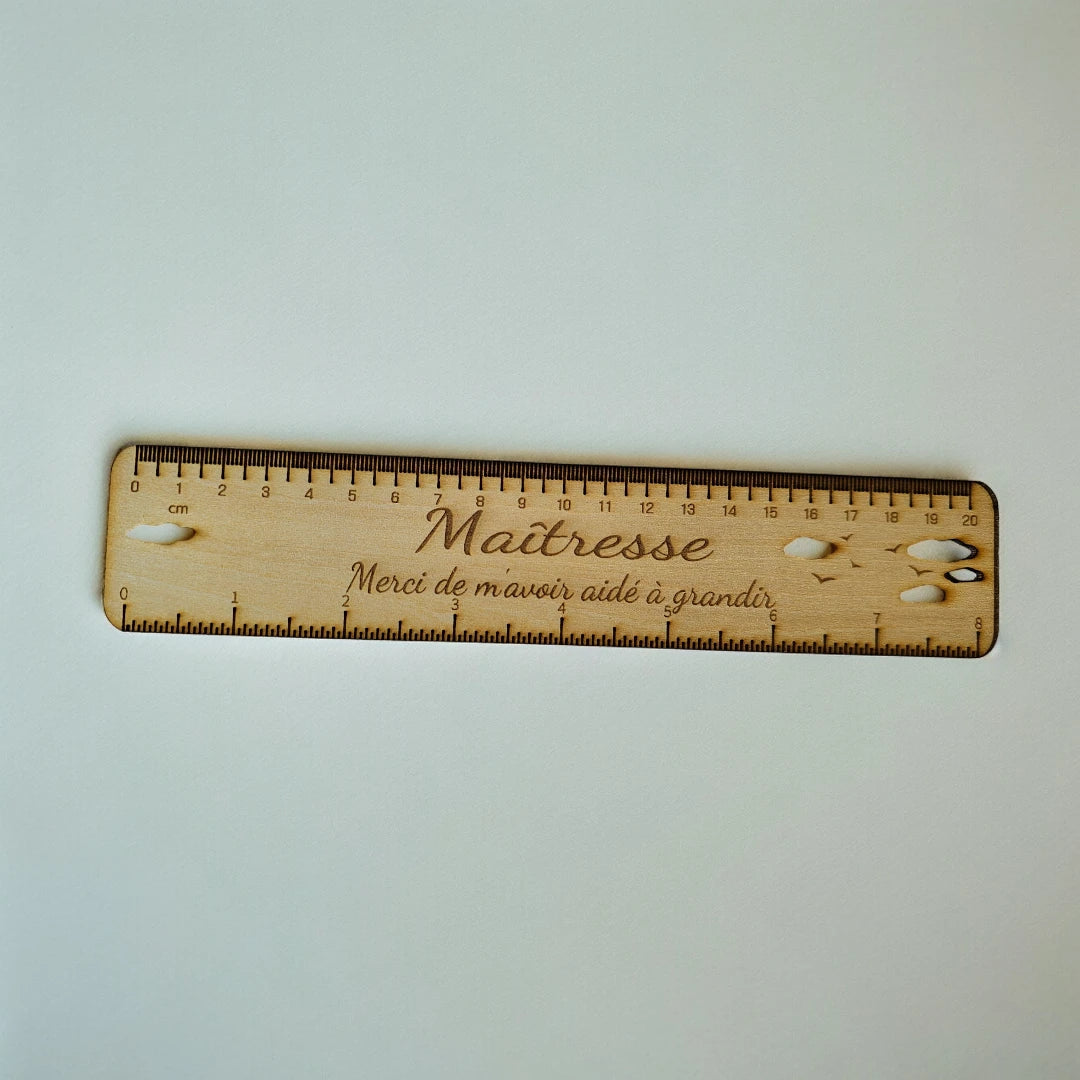 0 1 2 3 4 5 6 7 8 9 10 11 12 13 14 15 16 17 18 19 20
cm
Maîtresse
Merci de m'avoir aidé à grandir
0 1 2 3 4 5 6 7 8